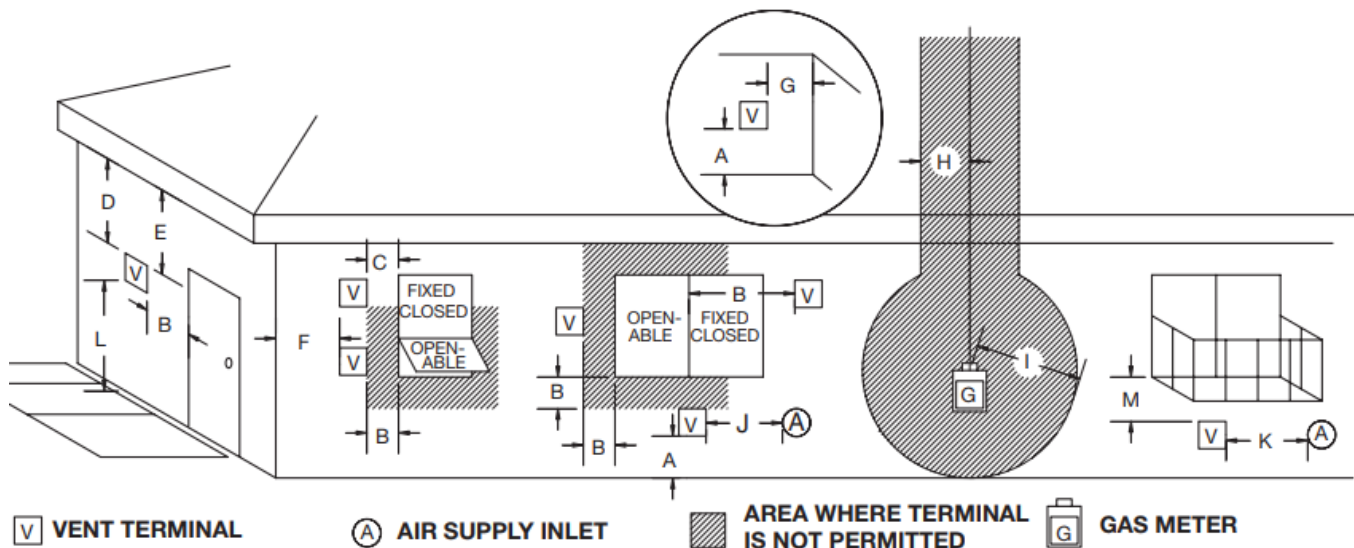 G
V
A
H
D
E
C
V
V
FIXED
CLOSED
B
V
V
OPEN-
ABLE
FIXED
CLOSED
B
L
F
V
OPEN-
ABLE
I
G
B
M
B
B
V
J
A
A
V
K
A
V VENT TERMINAL
A AIR SUPPLY INLET
AREA WHERE TERMINAL
IS NOT PERMITTED
G GAS METER